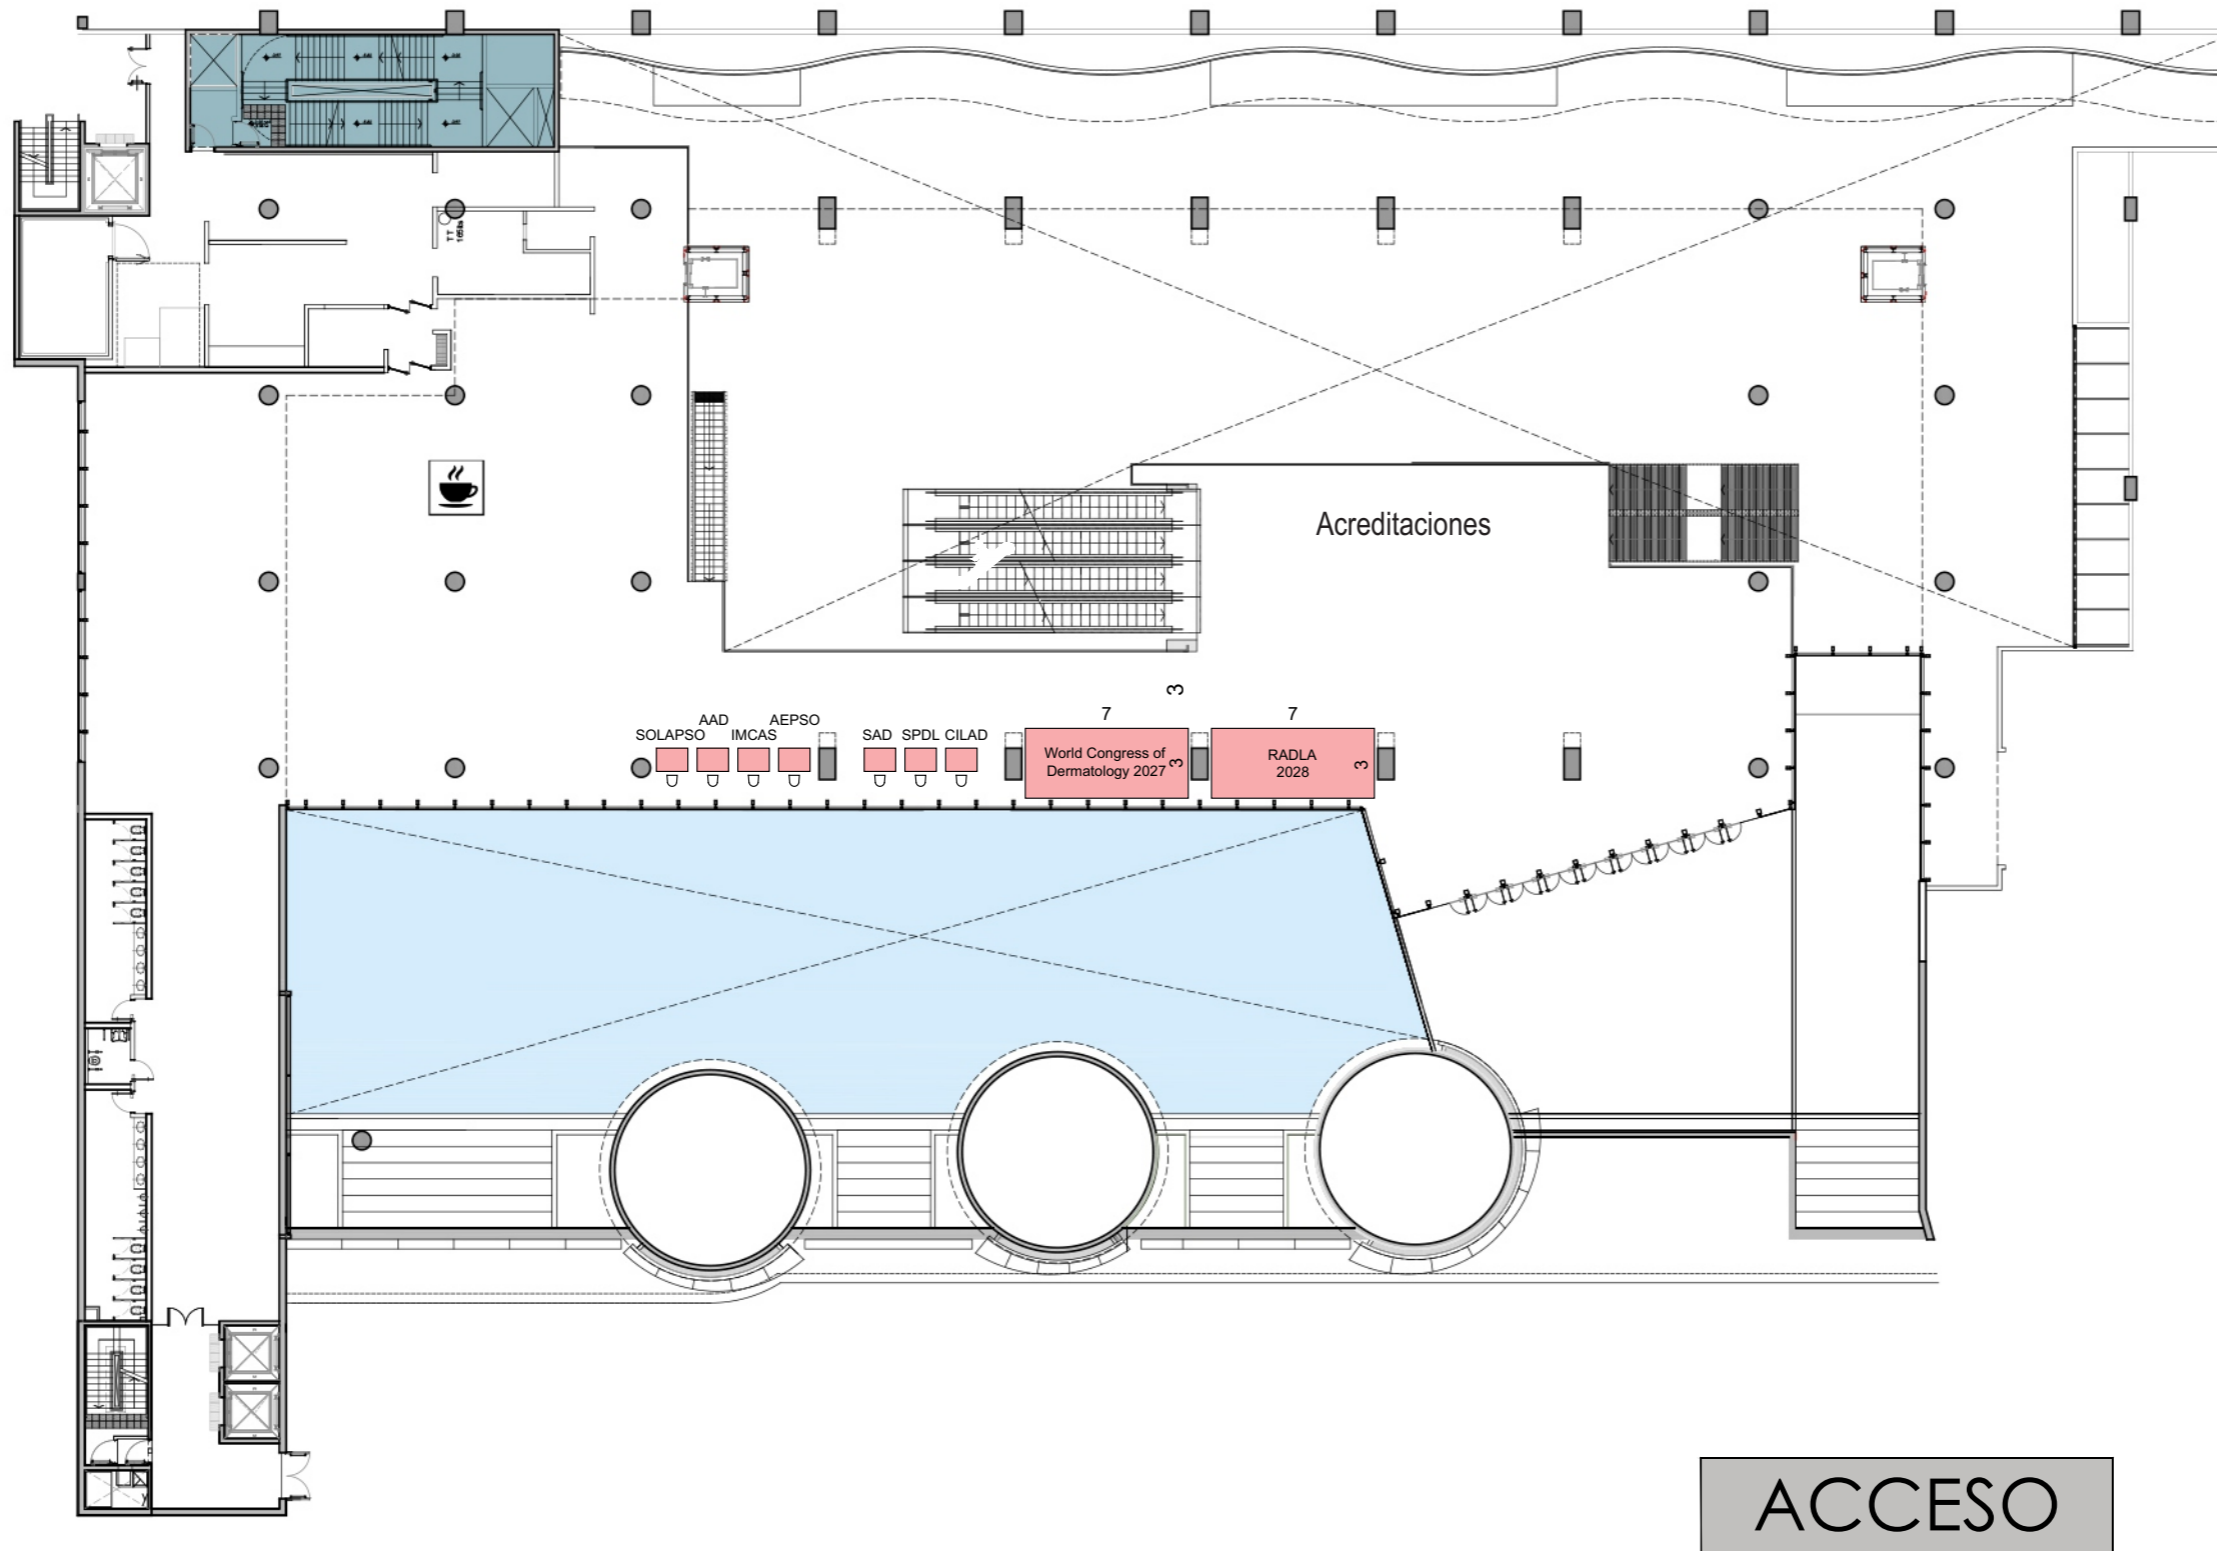 TT
Acreditaciones
3
7
7
AAD
AEPSO
SOLAPSO
IMCAS
SAD
SPDL
CILAD
World Congress of
Dermatology 2027
3
RADLA
2028
3
ACCESO